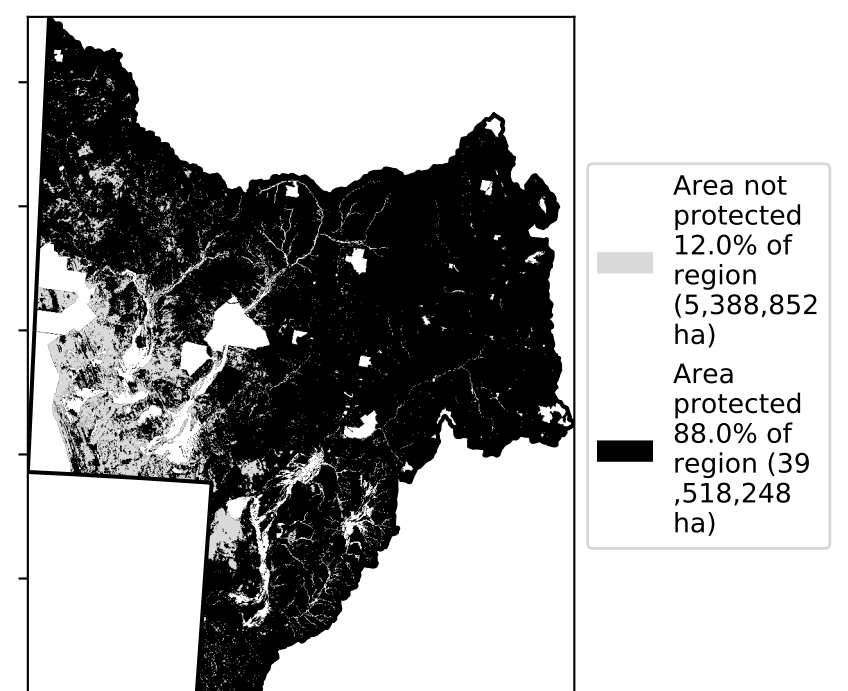 Area not
protected
12.0% of
region
(5,388,852
ha)
Area
protected
88.0% of
region (39
,518,248
ha)